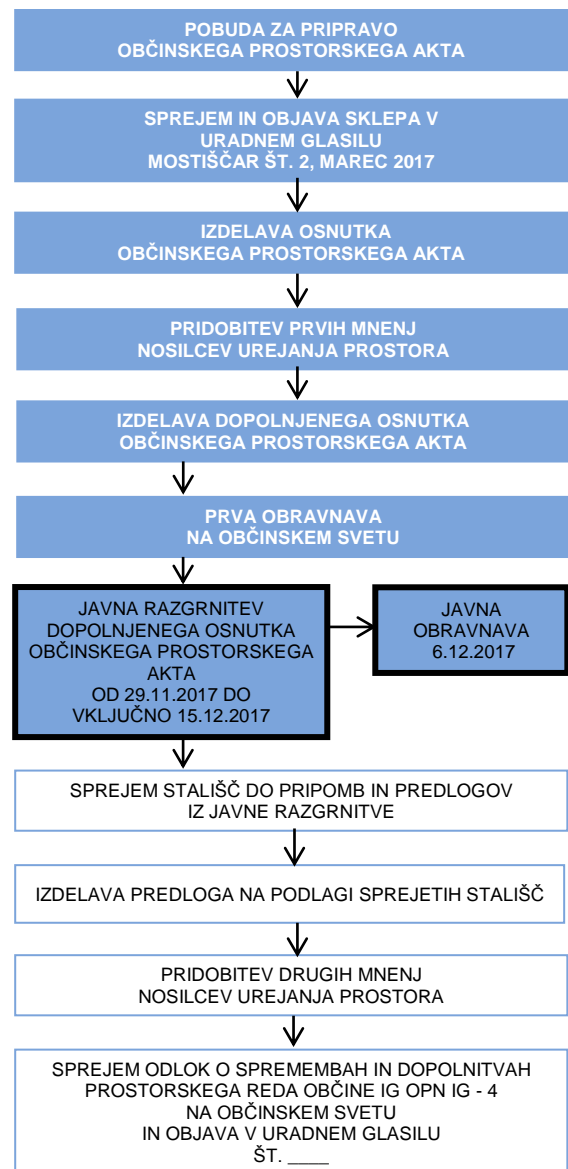 POBUDA ZA PRIPRAVO
OBČINSKEGA PROSTORSKEGA AKTA
SPREJEM IN OBJAVA SKLEPA V
URADNEM GLASILU
MOSTIŠČAR ŠT. 2, MAREC 2017
IZDELAVA OSNUTKA
OBČINSKEGA PROSTORSKEGA AKTA
PRIDOBITEV PRVIH MNENJ
NOSILCEV UREJANJA PROSTORA
IZDELAVA DOPOLNJENEGA OSNUTKA
OBČINSKEGA PROSTORSKEGA AKTA
PRVA OBRAVNAVA
NA OBČINSKEM SVETU
JAVNA RAZGRNITEV
DOPOLNJENEGA OSNUTKA
OBČINSKEGA PROSTORSKEGA
AKTA
OD 29.11.2017 DO
VKLJUČNO 15.12.2017
JAVNA
OBRAVNAVA
6.12.2017
SPREJEM STALIŠČ DO PRIPOMB IN PREDLOGOV
IZ JAVNE RAZGRNITVE
IZDELAVA PREDLOGA NA PODLAGI SPREJETIH STALIŠČ
PRIDOBITEV DRUGIH MNENJ
NOSILCEV UREJANJA PROSTORA
SPREJEM ODLOK O SPREMEMBAH IN DOPOLNITVAH
PROSTORSKEGA REDA OBČINE IG OPN IG - 4
NA OBČINSKEM SVETU
IN OBJAVA V URADNEM GLASILU
ŠT. ____